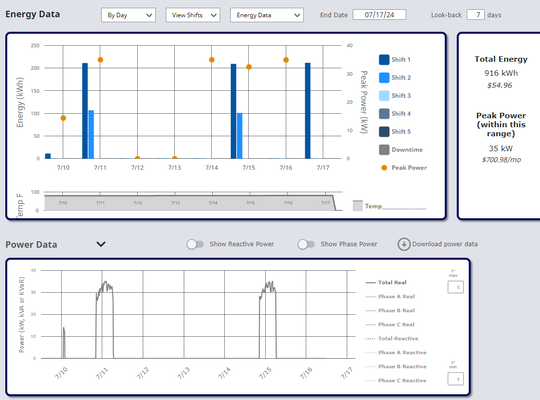 Energy Data
By Day
View Shifts
Energy Data
End Date
07/17/24
Look-back
7
days
Energy (kWh)
250
200
150
100
50
0
40
30
20
10
0
Peak Power (kW)
7/10
7/11
7/12
7/13
7/14
7/15
7/16
7/17
Shift 1
Shift 2
Shift 3
Shift 4
Shift 5
Downtime
Peak Power
Temp F
100
0
7/10
7/11
7/12
7/13
7/14
7/15
7/16
7/17
Temp
Total Energy
916 kWh
$54.96
Peak Power
(within this
range)
35 kW
$700.98/mo
Power Data
Show Reactive Power
Show Phase Power
Download power data
Power (kW, kVA or KVaR)
40
30
20
10
0
7/10
7/11
7/12
7/13
7/14
7/15
7/16
7/17
Total Real
Phase A Real
Phase B Real
Phase C Real
Total Reactive
Phase A Reactive
Phase B Reactive
Phase C Reactive
max
min